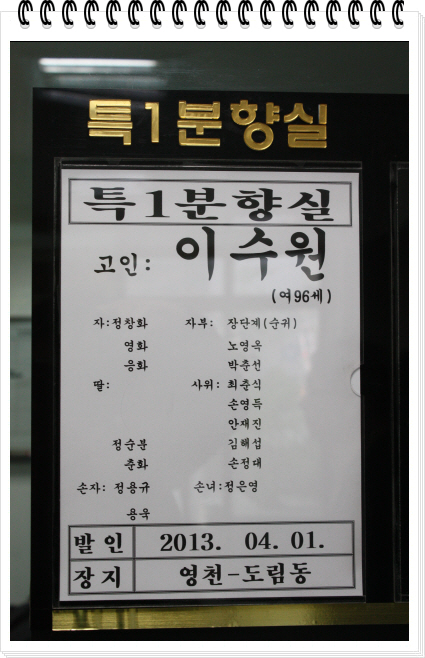 특1분향실
특1분향실
고인: 이수원
(여96세)
자:정창화 자부: 장단계(순귀)
영화 노영옥
응화 박춘선
딸: 사위: 최춘식
손영득
안재진
정순분 김해섭
춘화 손정대
손자: 정용규 손녀:정은영
용욱
발인 2013. 04. 01.
장지 영천-도림동